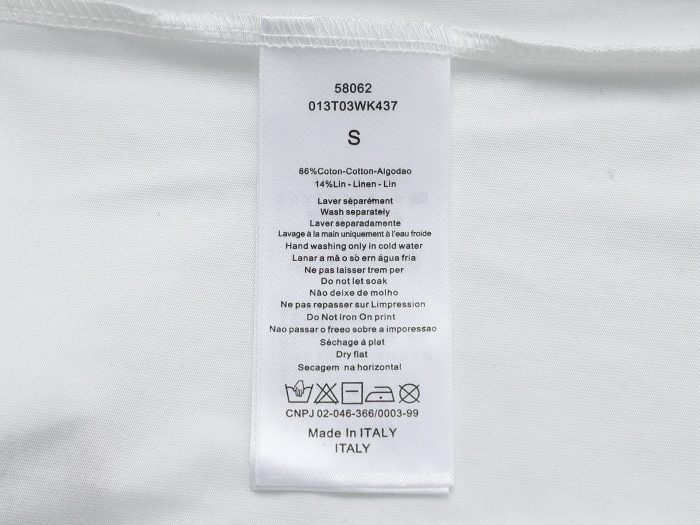 58062
013T03WK437
S
86%Coton-Cotton-Algodao
14%Lin - Linen - Lin
Laver séparément
Wash separately
Laver separadamente
Lavage à la main uniquement à l'eau froide
Hand washing only in cold water
Lanar a mã o sò ern água fria
Ne pas laisser trem per
Do not let soak
Não deixe de molho
Ne pas repasser sur Limpression
Do Not Iron On print
Nao passar o freeo sobre a imporessao
Séchage á plat
Dry flat
Secagem na horizontal
CNPJ 02-046-366/0003-99
Made In ITALY
ITALY